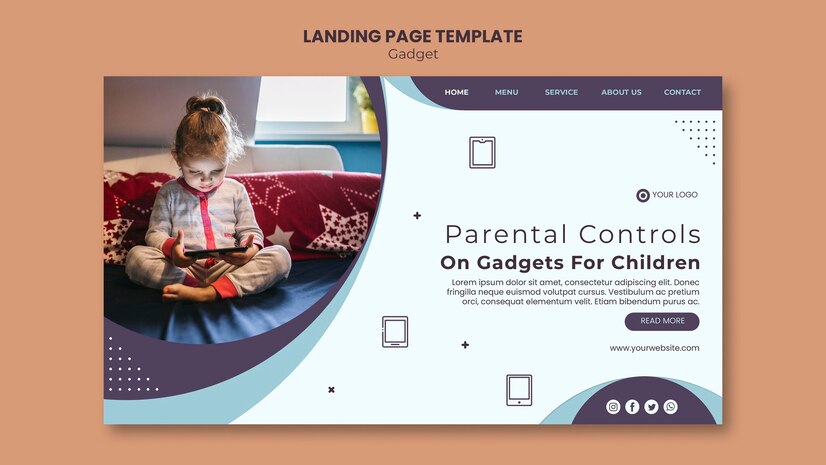 LANDING PAGE TEMPLATE
Gadget
HOME MENU SERVICE ABOUT US CONTACT
YOUR LOGO
Parental Controls
On Gadgets For Children
Lorem ipsum dolor sit amet, consectetur adipiscing elit. Donec
fringilla neque euismod volutpat cursus. Vestibulum ac pretium
orci, consequat elementum velit. Etiam bibendum purus ac.
READ MORE
www.yourwebsite.com